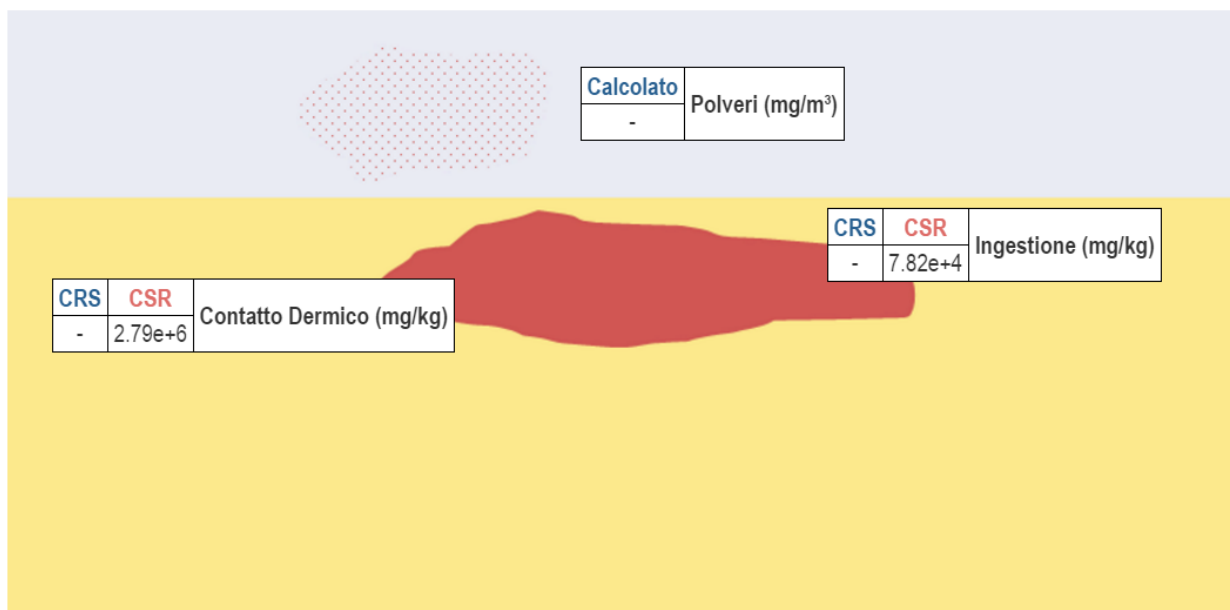 Calcolato
-
Polveri (mg/m³)
CRS CSR
- 7.82e+4
Ingestione (mg/kg)
CRS CSR
- 2.79e+6
Contatto Dermico (mg/kg)